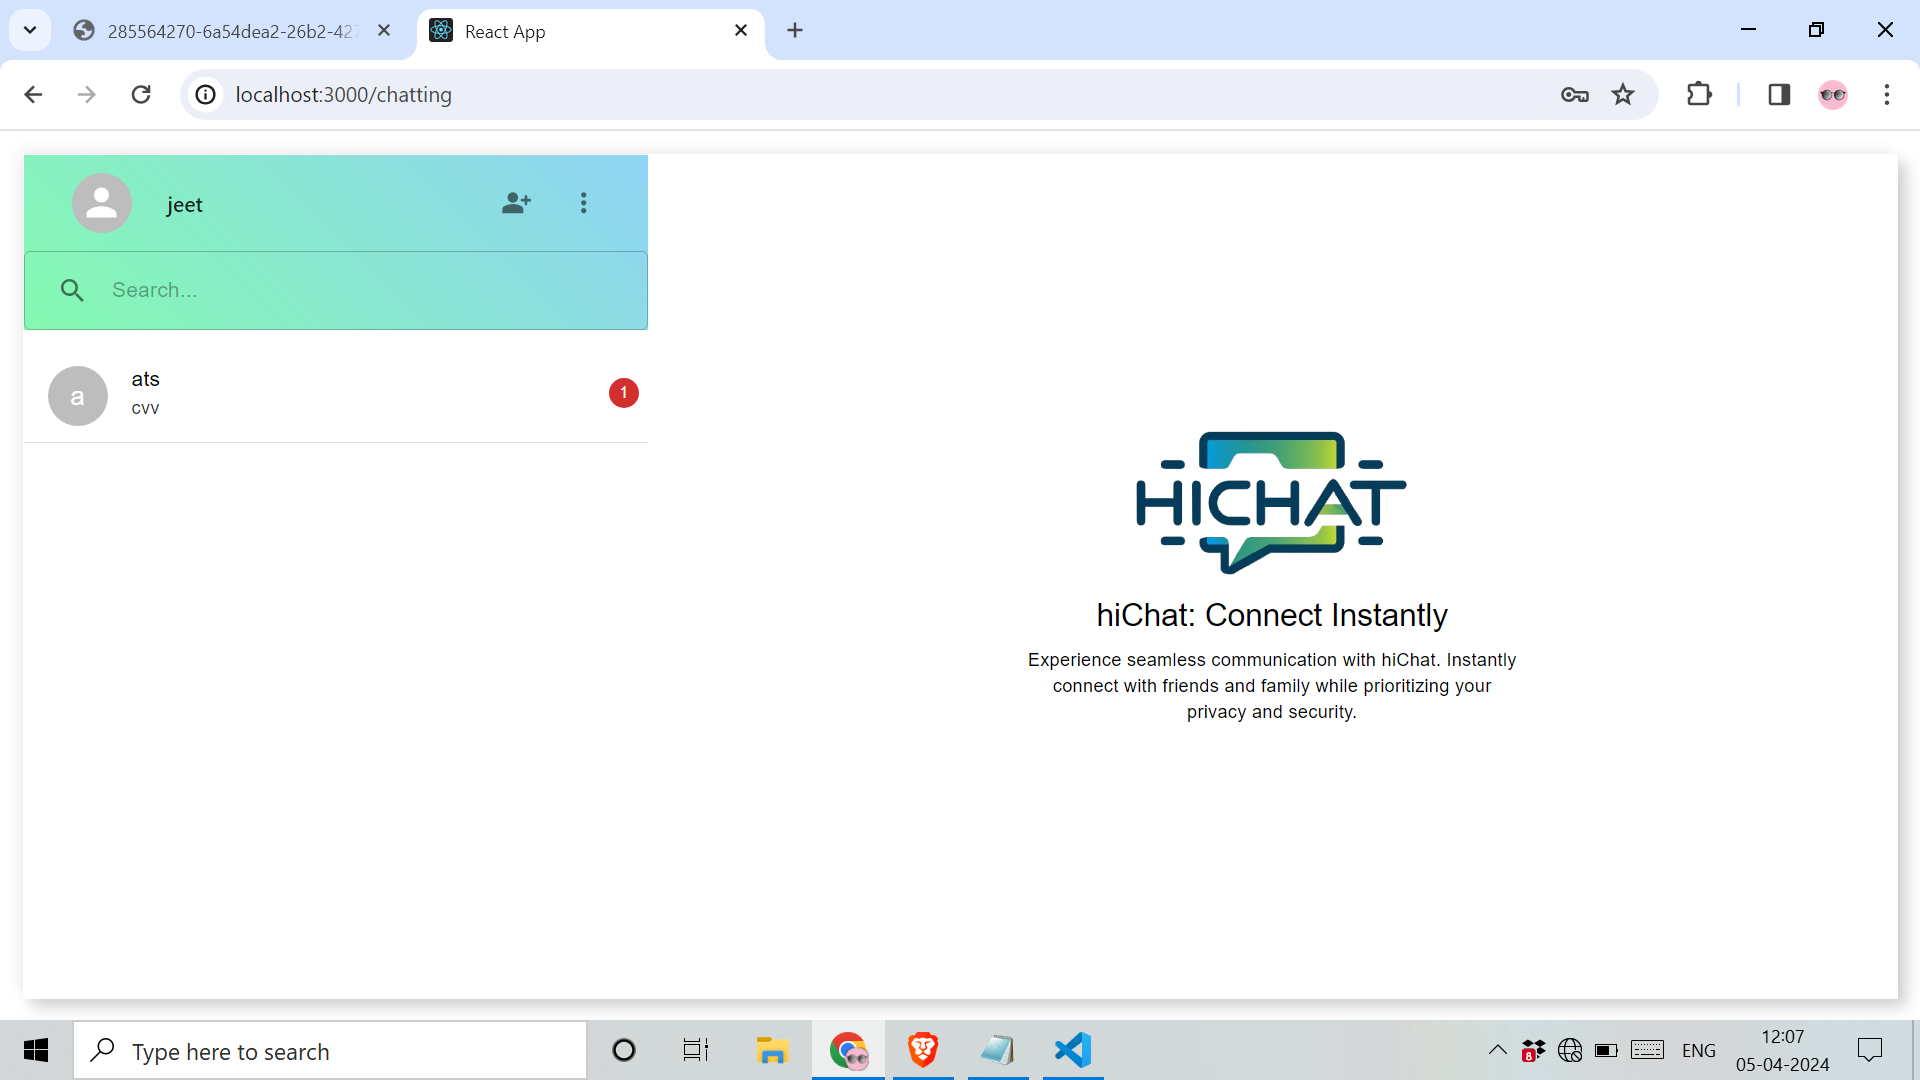 285564270-6a54dea2-26b2-427
React App
localhost:3000/chatting
jeet
Search...
a
ats
cvv
1
HICHAT
hiChat: Connect Instantly
Experience seamless communication with hiChat. Instantly
connect with friends and family while prioritizing your
privacy and security.
Type here to search
8
ENG
12:07
05-04-2024